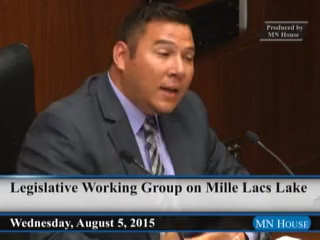 Produced by
MN House
Legislative Working Group on Mille Lacs Lake
Wednesday, August 5, 2015
MN HOUSE